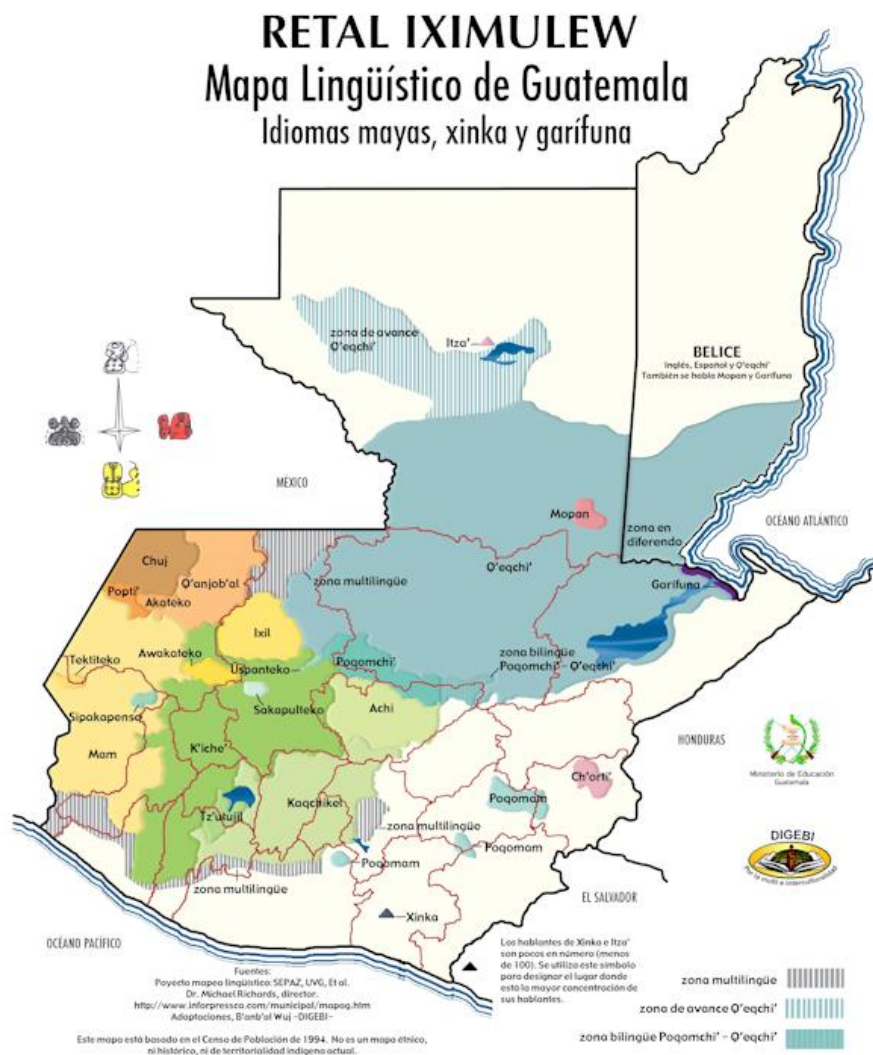 RETAL IXIMULEW
Mapa Lingüístico de Guatemala
Idiomas mayas, xinka y garífuna
zona de avance
Q'eqchi'
Itza'
BELICE
Inglés, Español y Q'eqchi'
También se habla Mopan y Garífuna
MÉXICO
Mopan
zona en
diferendo
OCÉANO ATLÁNTICO
Chuj
Q'anjob'al
zona multilingüe
Q'eqchi'
Garífuna
Popti'
Akateko
Ixil
Awakateko
Tektiteko
Uspanteko
Poqomchi'
zona bilingüe
Poqomchi' - Q'eqchi'
Sipakapense
Sakapulteko
Achi
Mam
K'iche'
HONDURAS
Ministerio de Educación
Guatemala
Ch'orti'
Poqomam
Tz'utujil
Kaqchikel
zona multilingüe
Poqomam
Poqomam
DIGEBI
Por la multi e interculturalidad
zona multilingüe
Xinka
EL SALVADOR
OCÉANO PACÍFICO
Los hablantes de Xinka e Itza'
son pocos en número (menos
de 100). Se utiliza este símbolo
para designar el lugar donde
está la mayor concentración de
sus hablantes.
Fuentes:
Poyecto mapeo lingüístico: SEPAZ, UVG, Et al.
Dr. Michael Richards, director.
http://www.inforpressca.com/municipal/mapog.htm
Adaptaciones, B'anb'al Wuj -DIGEBI-
Este mapa está basado en el Censo de Población de 1994. No es un mapa étnico,
ni histórico, ni de territorialidad indígena actual.
zona multilingüe
zona de avance Q'eqchi'
zona bilingüe Poqomchi' - Q'eqchi'